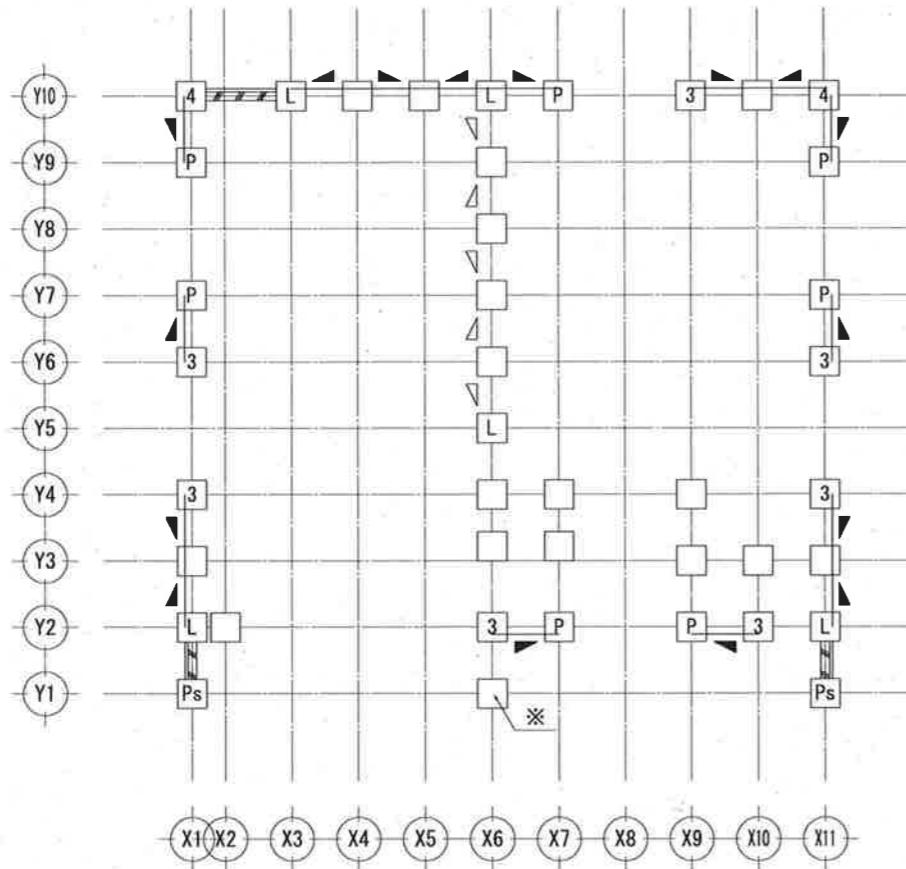 Y10 4 L L P 3 4
Y9 P P
Y8
Y7 P P
Y6 3 3
Y5 L
Y4 3 3
Y3
Y2 L 3 P P 3 L
Y1 Ps Ps
※
X1 X2 X3 X4 X5 X6 X7 X8 X9 X10 X11